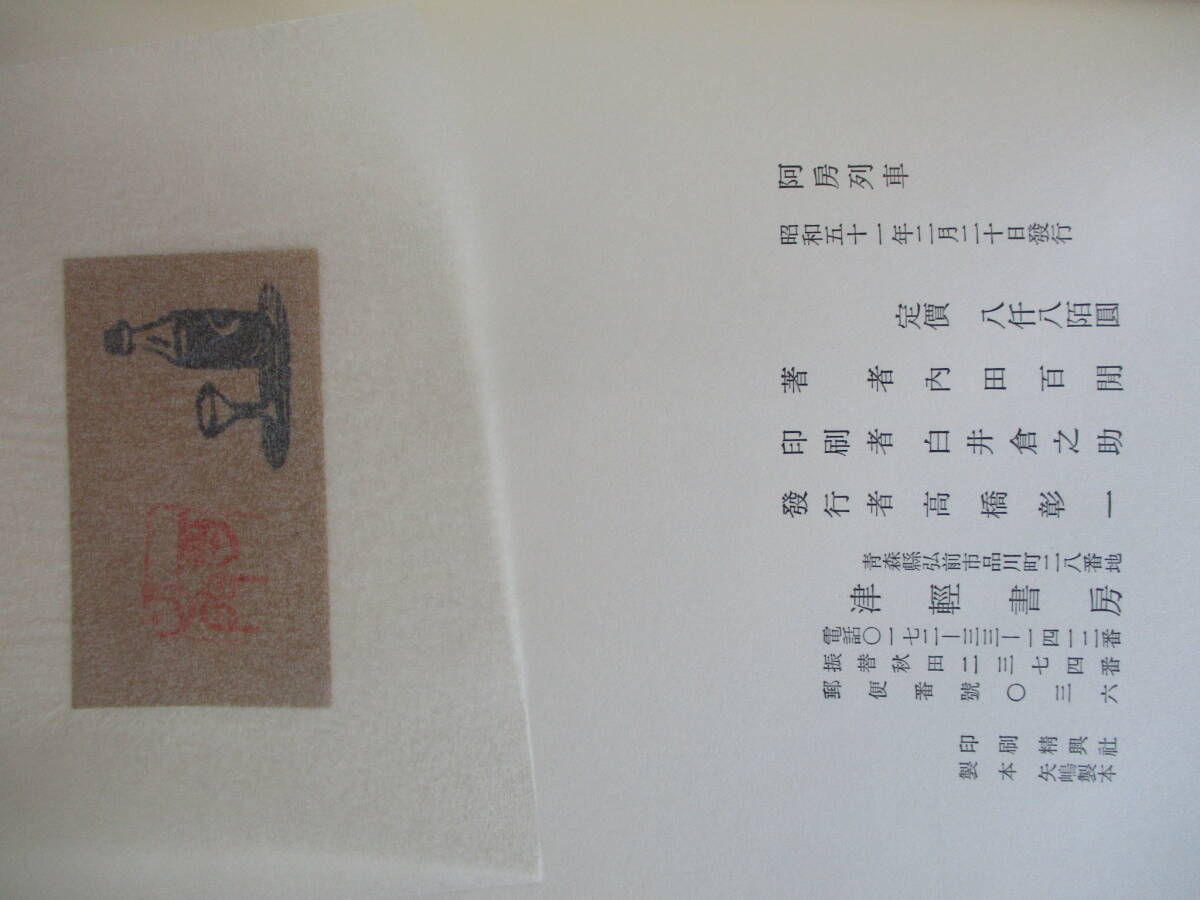 阿房列車
昭和五十一年二月二十日發行
定價 八仟八陌圓
著者 內田百閒
印刷者 白井倉之助
發行者 高橋彰一
靑森縣弘前市品川町二八番地
津輕書房
電話〇一七二―三三―一四一二番
振替秋田二三七四番
郵便番號〇三六
印刷 精興社
製本 矢嶋製本